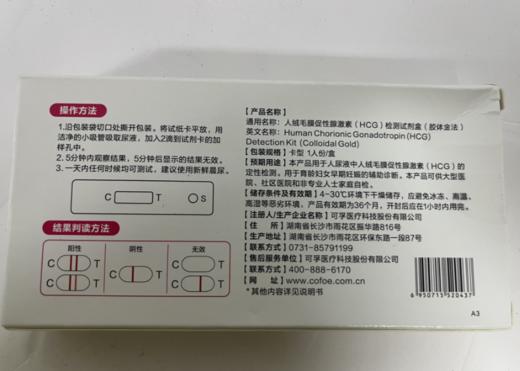 操作方法
1.沿包装袋切口处撕开包装。将试纸卡平放,用
洁净的小吸管吸取尿液,加入2滴到试剂卡的加
样孔中。
2.5分钟内观察结果,5分钟后显示的结果无效。
3.一天内任何时候均可测试,建议使用新鲜晨尿。
C T S
结果判读方法
阳性 阴性 无效
C T C T C T
C T C T
【产品名称】
通用名称:人绒毛膜促性腺激素(HCG)检测试剂盒(胶体金法)
英文名称:Human Chorionic Gonadotropin(HCG)
Detection Kit (Colloidal Gold)
【包装规格】卡型 1人份/盒
【预期用途】本产品用于人尿液中人绒毛膜促性腺激素(HCG)的
定性检测,用于育龄妇女早期妊娠的辅助诊断。本产品可供大型医
院、社区医院和非专业人士家庭自检。
【储存条件及有效期】4~30℃环境下干燥储存,应避免冰冻、高温、
高湿等恶劣环境,产品有效期为36个月,开封后应在1小时内用完。
【注册人/生产企业名称】可孚医疗科技股份有限公司
【住 所】湖南省长沙市雨花区振华路816号
【生产地址】湖南省长沙市雨花区环保东路一段87号
【联系方式】0731-85791199
【售后服务单位】可孚医疗科技股份有限公司
【联系方式】400-888-6170
【网 址】www.cofoe.com.cn
*其他内容详见说明书
6 950713 520437
A3